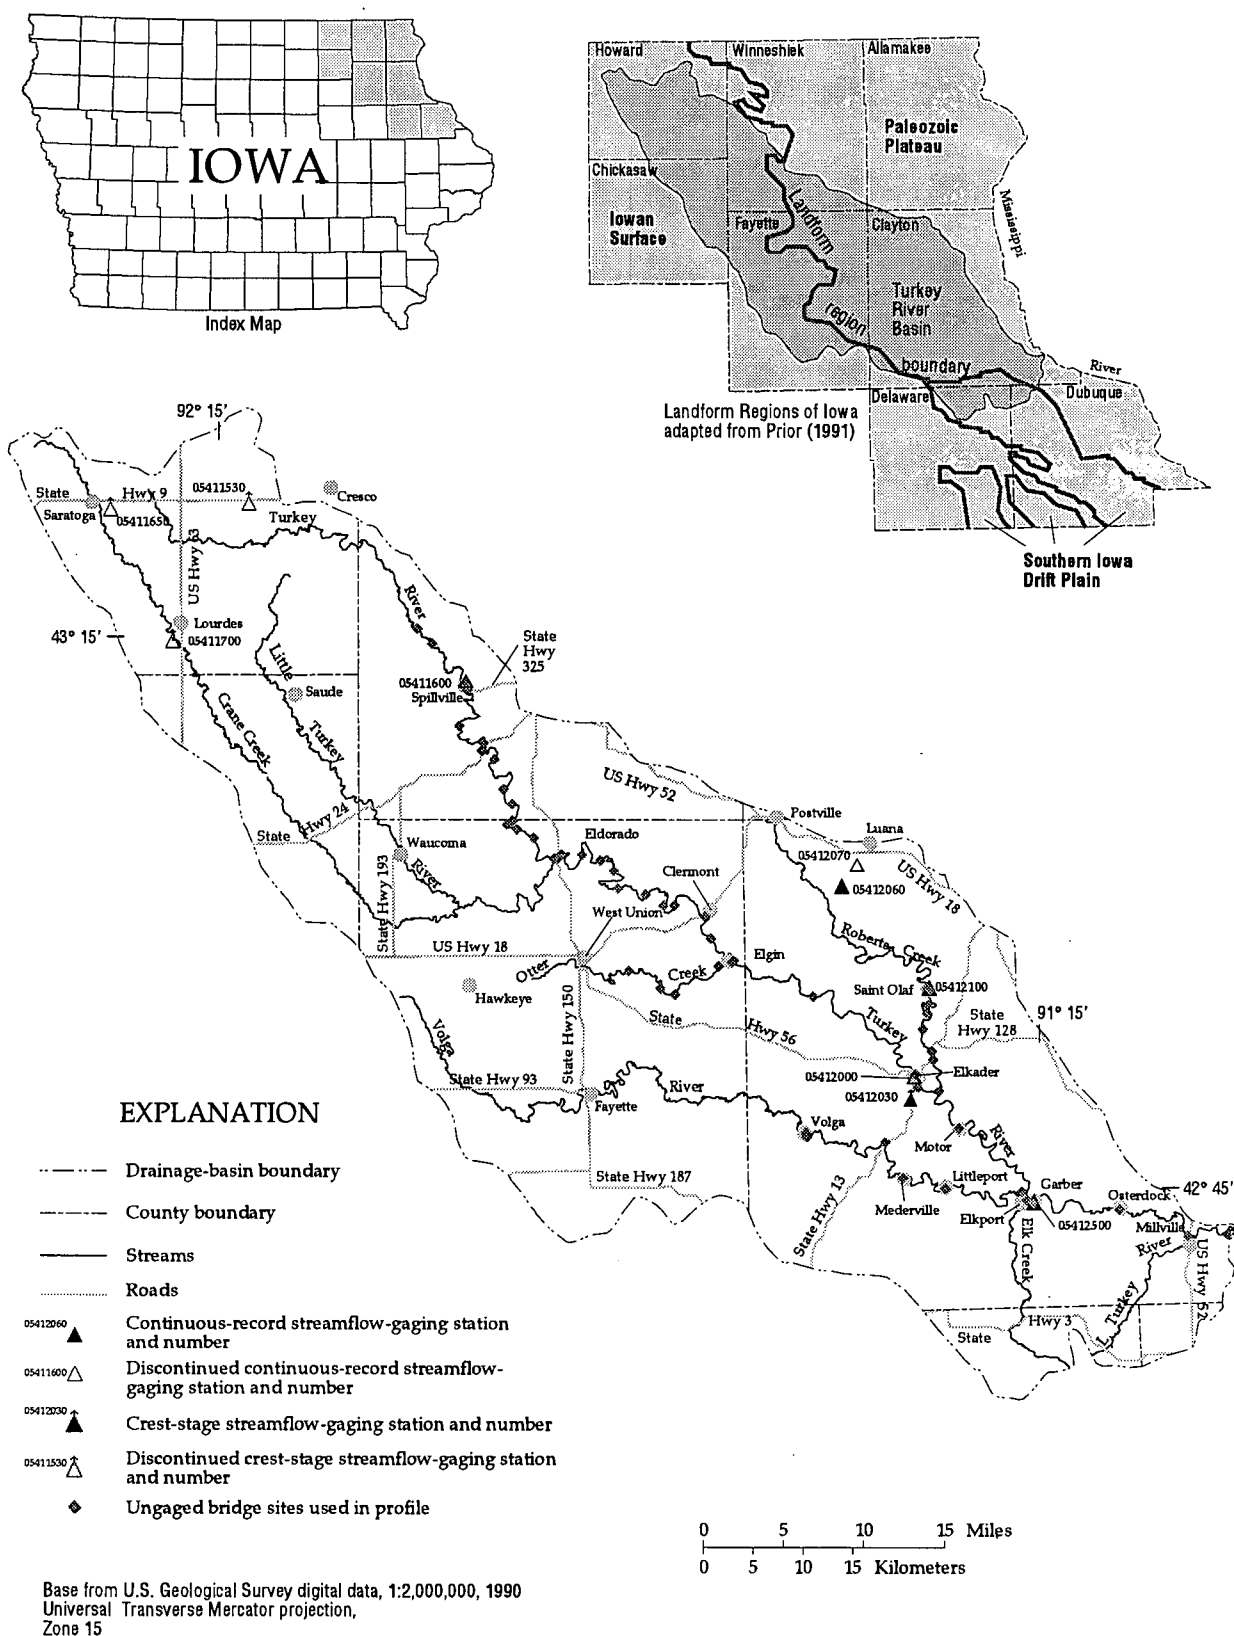 IOWA
Index Map
Howard
Winneshiek
Allamakee
Paleozoic
Plateau
Chickasaw
Iowan
Surface
Landform
Fayette
Clayton
Mississippi
Turkey
River
Basin
region
boundary
River
Delaware
Dubuque
Landform Regions of Iowa
adapted from Prior (1991)
Southern Iowa
Drift Plain
92° 15'
State
Hwy 9
05411530
Cresco
Saratoga
05411650
Turkey
US Hwy 63
River
Lourdes
43° 15'
05411700
State
Hwy
325
Little
Saude
05411600
Spillville
Crane Creek
Turkey
US Hwy 52
Hwy 24
State
Postville
Luana
Eldorado
Waucoma
05412070
River
Clermont
US Hwy 18
05412060
State Hwy 193
West Union
Roberts Creek
US Hwy 18
Otter
Creek
Elgin
Saint Olaf
05412100
Hawkeye
State Hwy 150
State
Hwy 56
Turkey
State
Hwy 128
91° 15'
Volga
05412000
Elkader
State Hwy 93
River
05412030
Fayette
Volga
Motor
River
State Hwy 187
State Hwy 13
Littleport
Garber
Mederville
Elkport
05412500
Osterdock
42° 45'
Millville
River
Elk Creek
US Hwy 52
L. Turkey
Hwy 3
State
EXPLANATION
Drainage-basin boundary
County boundary
Streams
Roads
05412060
Continuous-record streamflow-gaging station
and number
05411600
Discontinued continuous-record streamflow-
gaging station and number
05412030
Crest-stage streamflow-gaging station and number
05411530
Discontinued crest-stage streamflow-gaging station
and number
Ungaged bridge sites used in profile
0 5 10 15 Miles
0 5 10 15 Kilometers
Base from U.S. Geological Survey digital data, 1:2,000,000, 1990
Universal Transverse Mercator projection,
Zone 15